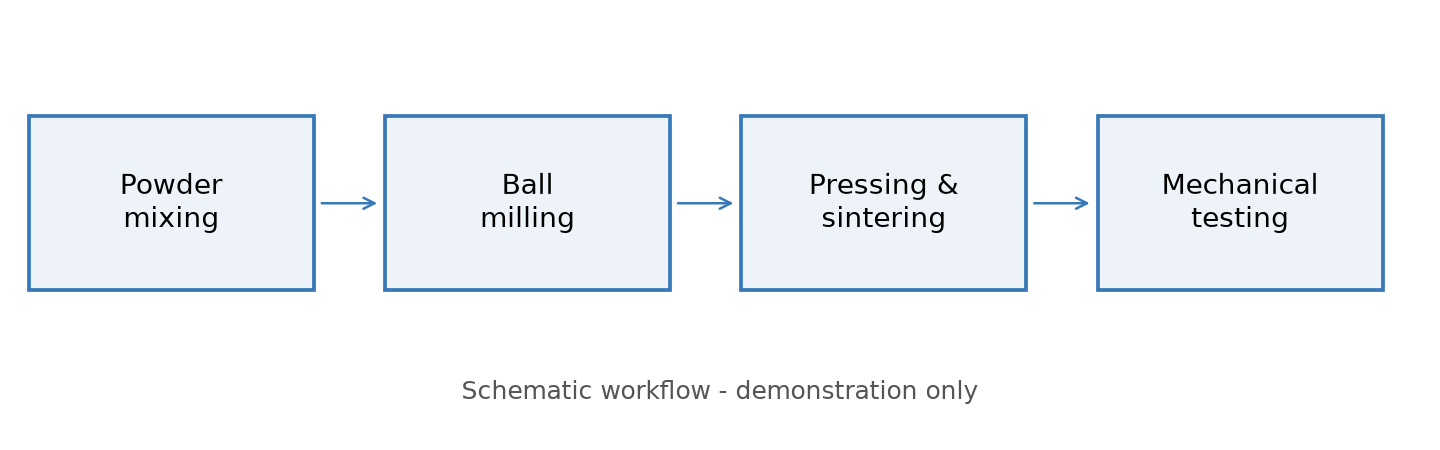 Powder
mixing
Ball
milling
Pressing &
sintering
Mechanical
testing
Schematic workflow - demonstration only